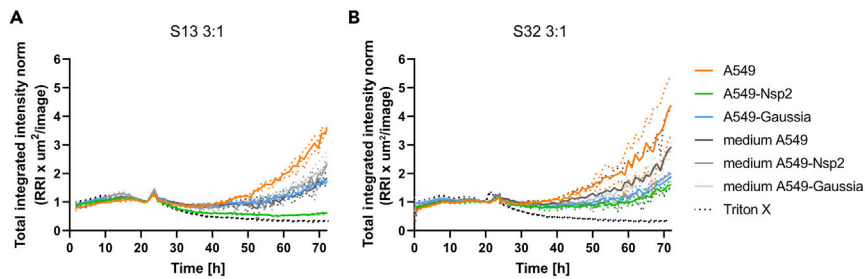 A
S13 3:1
Total integrated intensity norm
(RRI x um²/image)
6
5
4
3
2
1
0
0 10 20 30 40 50 60 70
Time [h]
B
S32 3:1
Total integrated intensity norm
(RRI x um²/image)
6
5
4
3
2
1
0
0 10 20 30 40 50 60 70
Time [h]
A549
A549-Nsp2
A549-Gaussia
medium A549
medium A549-Nsp2
medium A549-Gaussia
Triton X